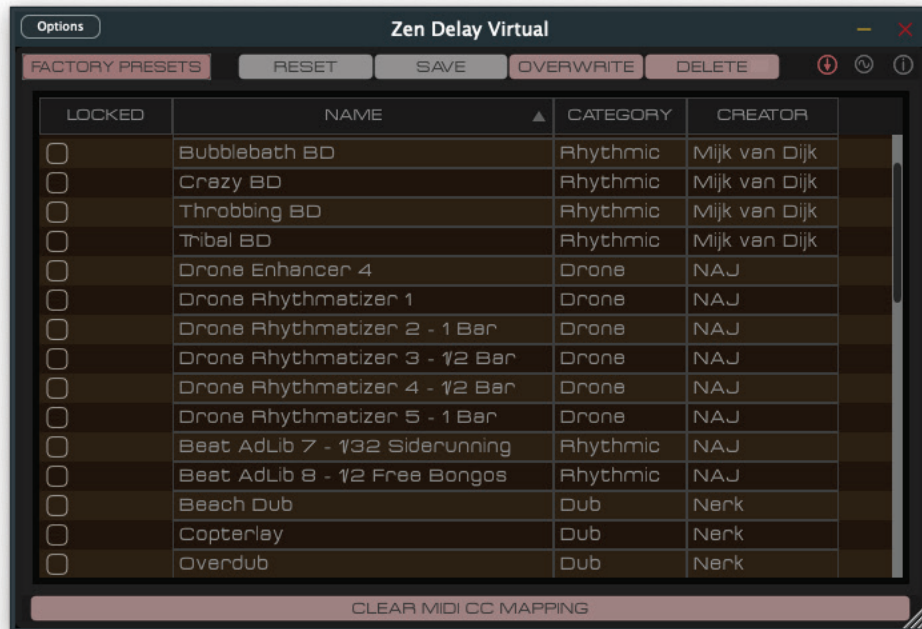 Options Zen Delay Virtual
FACTORY PRESETS RESET SAVE OVERWRITE DELETE
LOCKED NAME CATEGORY CREATOR
Bubblebath BD Rhythmic Mijk van Dijk
Crazy BD Rhythmic Mijk van Dijk
Throbbing BD Rhythmic Mijk van Dijk
Tribal BD Rhythmic Mijk van Dijk
Drone Enhancer 4 Drone NAJ
Drone Rhythmatizer 1 Drone NAJ
Drone Rhythmatizer 2 - 1 Bar Drone NAJ
Drone Rhythmatizer 3 - 1/2 Bar Drone NAJ
Drone Rhythmatizer 4 - 1/2 Bar Drone NAJ
Drone Rhythmatizer 5 - 1 Bar Drone NAJ
Beat AdLib 7 - 1/32 Siderunning Rhythmic NAJ
Beat AdLib 8 - 1/2 Free Bongos Rhythmic NAJ
Beach Dub Dub Nerk
Copterlay Dub Nerk
Overdub Dub Nerk
CLEAR MIDI CC MAPPING